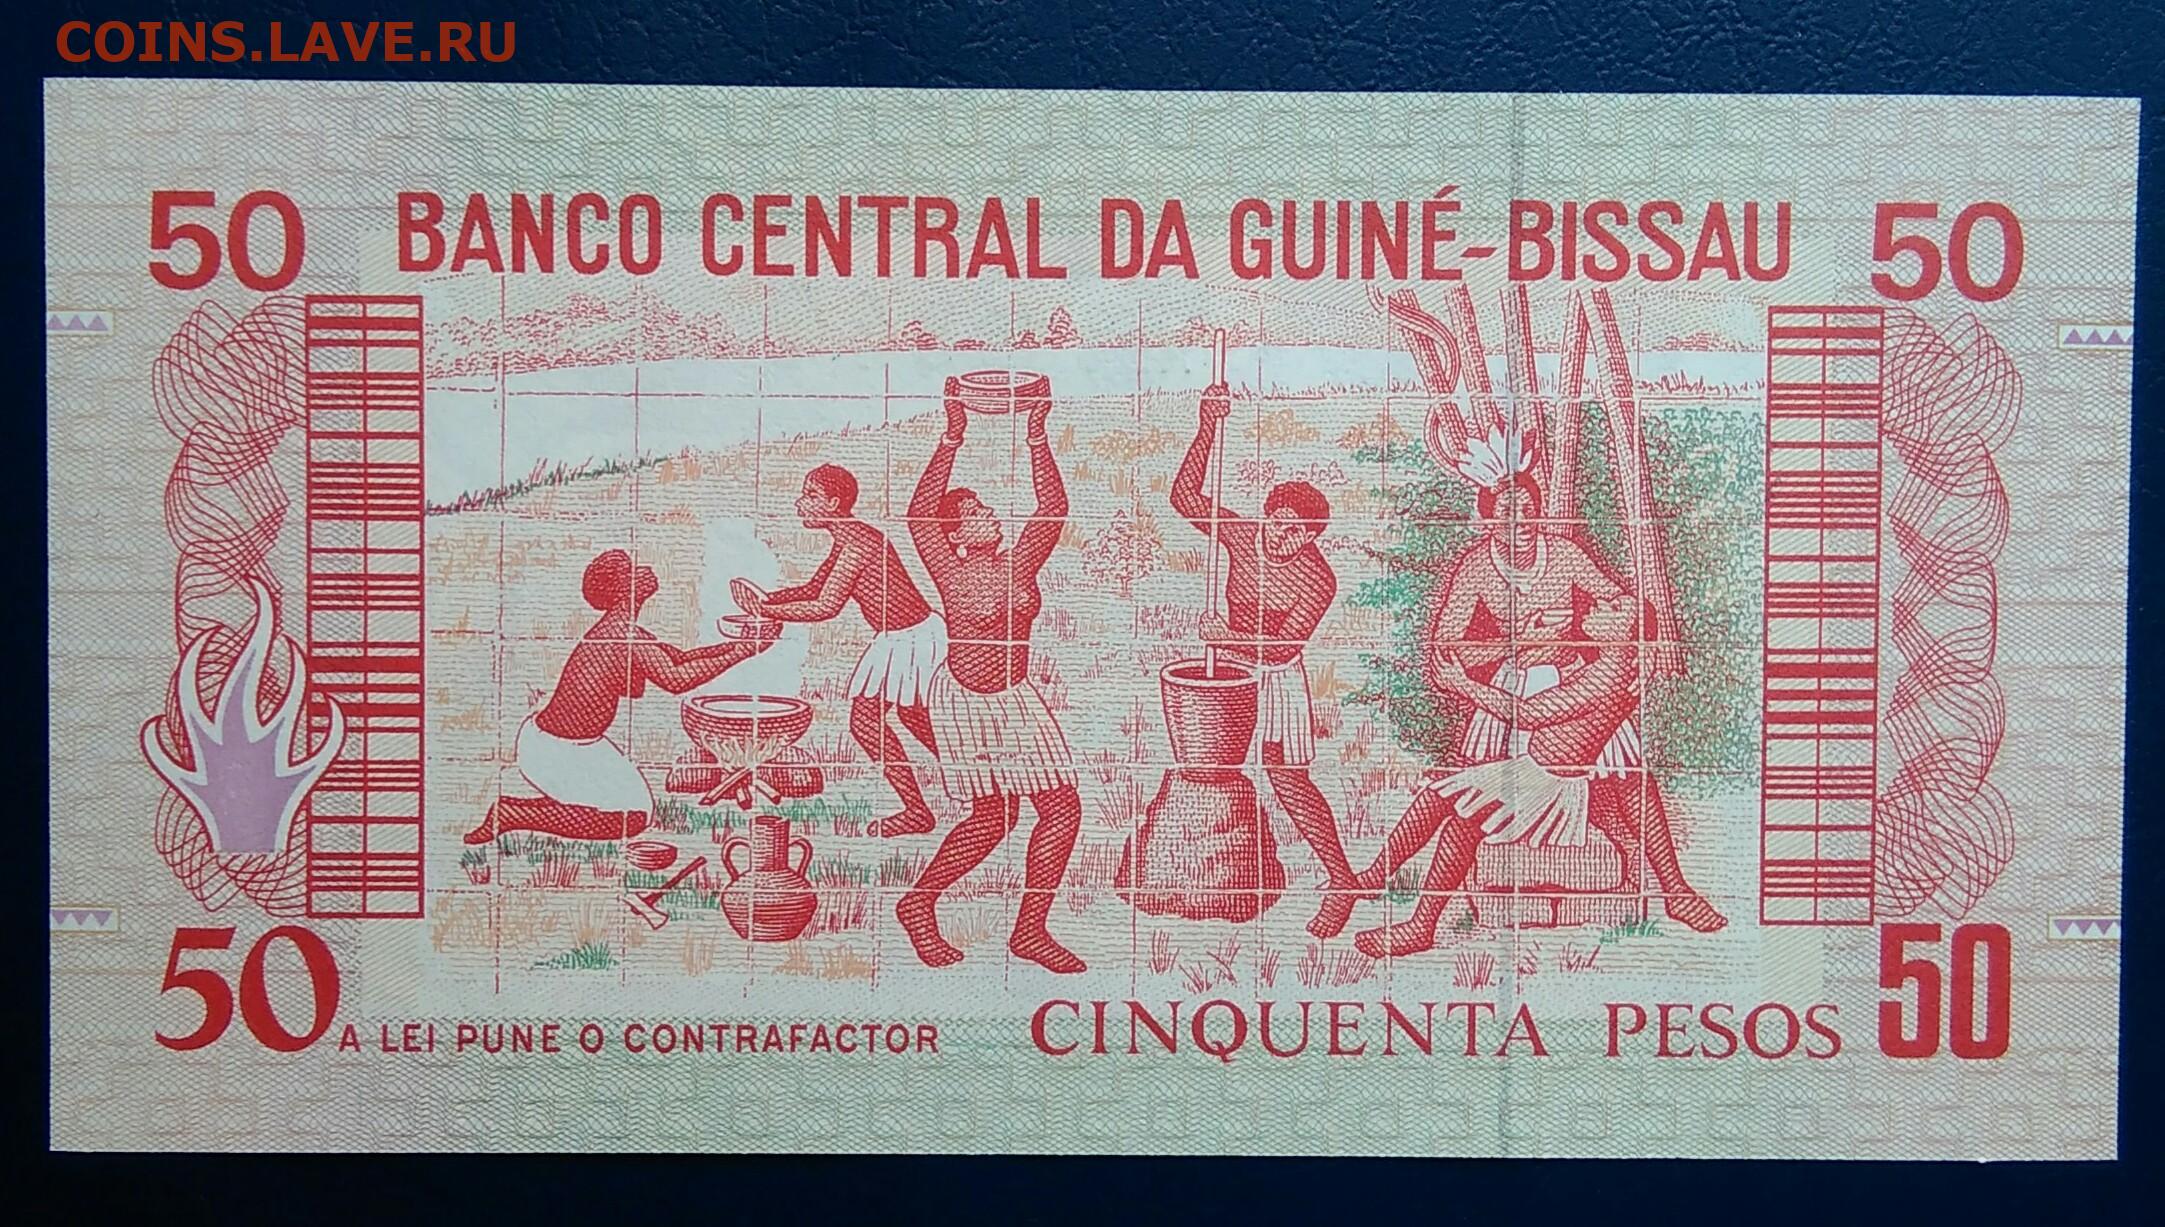 COINS.LAVE.RU
50 BANCO CENTRAL DA GUINÉ-BISSAU 50
50 A LEI PUNE O CONTRAFACTOR CINQUENTA PESOS 50